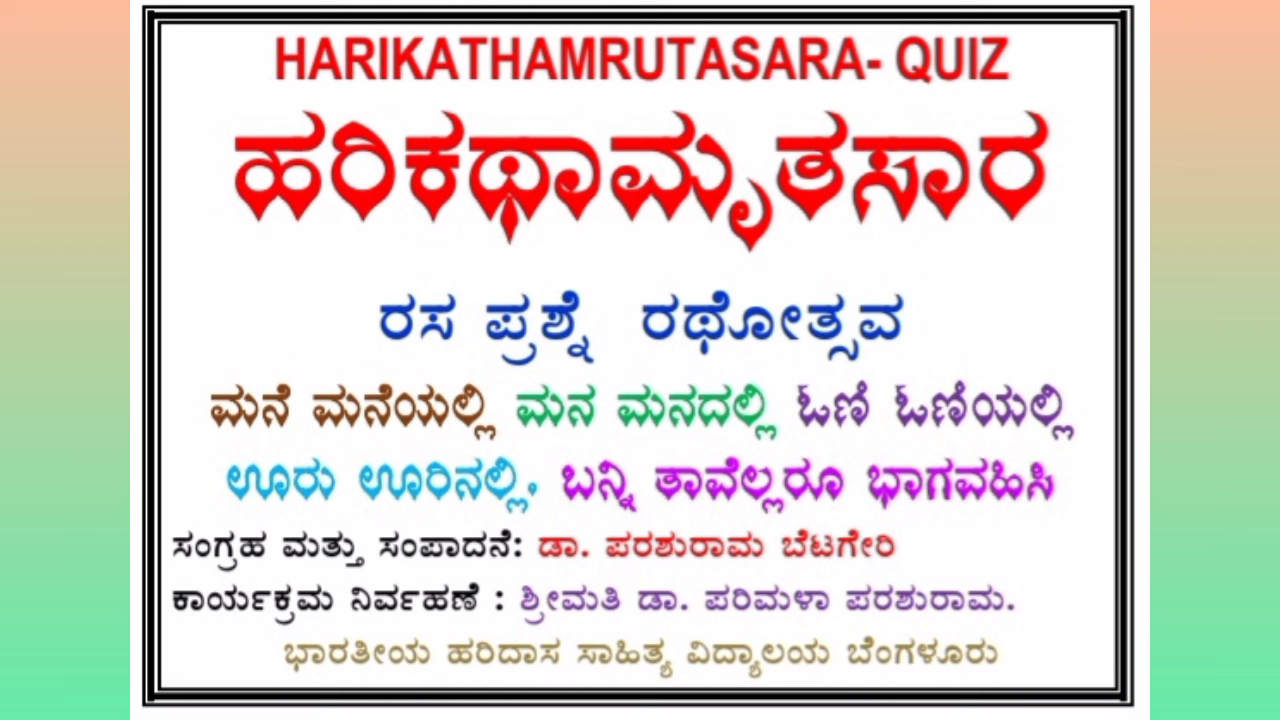 HARIKATHAMRUTASARA- QUIZ
ಹರಿಕಥಾಮೃತಸಾರ
ರಸ ಪ್ರಶ್ನೆ ರಥೋತ್ಸವ
ಮನೆ ಮನೆಯಲ್ಲಿ ಮನ ಮನದಲ್ಲಿ ಓಣಿ ಓಣಿಯಲ್ಲಿ
ಊರು ಊರಿನಲ್ಲಿ, ಬನ್ನಿ ತಾವೆಲ್ಲರೂ ಭಾಗವಹಿಸಿ
ಸಂಗ್ರಹ ಮತ್ತು ಸಂಪಾದನೆ: ಡಾ. ಪರಶುರಾಮ ಬೆಟಗೇರಿ
ಕಾರ್ಯಕ್ರಮ ನಿರ್ವಹಣೆ : ಶ್ರೀಮತಿ ಡಾ. ಪರಿಮಳಾ ಪರಶುರಾಮ.
ಭಾರತೀಯ ಹರಿದಾಸ ಸಾಹಿತ್ಯ ವಿದ್ಯಾಲಯ ಬೆಂಗಳೂರು